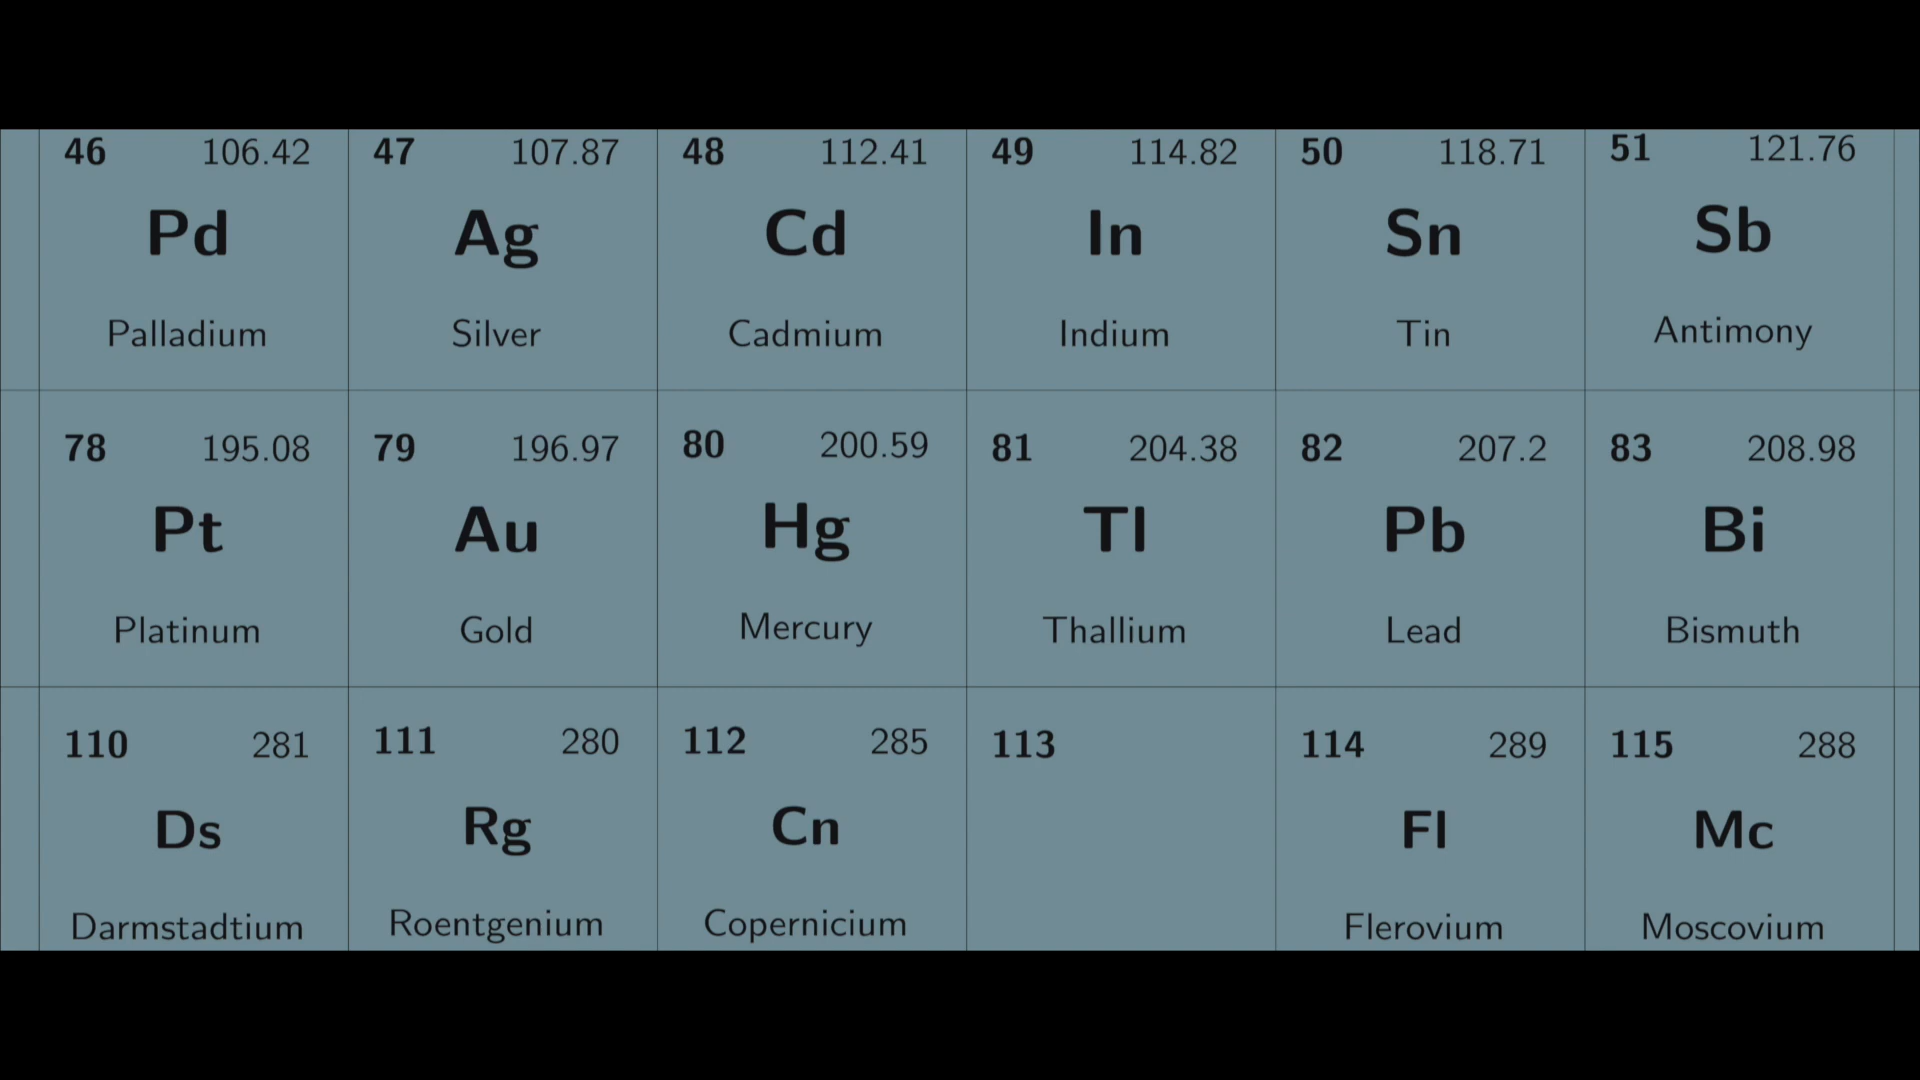 46 106.42 47 107.87 48 112.41 49 114.82 50 118.71 51 121.76
Pd Ag Cd In Sn Sb
Palladium Silver Cadmium Indium Tin Antimony
78 195.08 79 196.97 80 200.59 81 204.38 82 207.2 83 208.98
Pt Au Hg Tl Pb Bi
Platinum Gold Mercury Thallium Lead Bismuth
110 281 111 280 112 285 113 114 289 115 288
Ds Rg Cn Fl Mc
Darmstadtium Roentgenium Copernicium Flerovium Moscovium